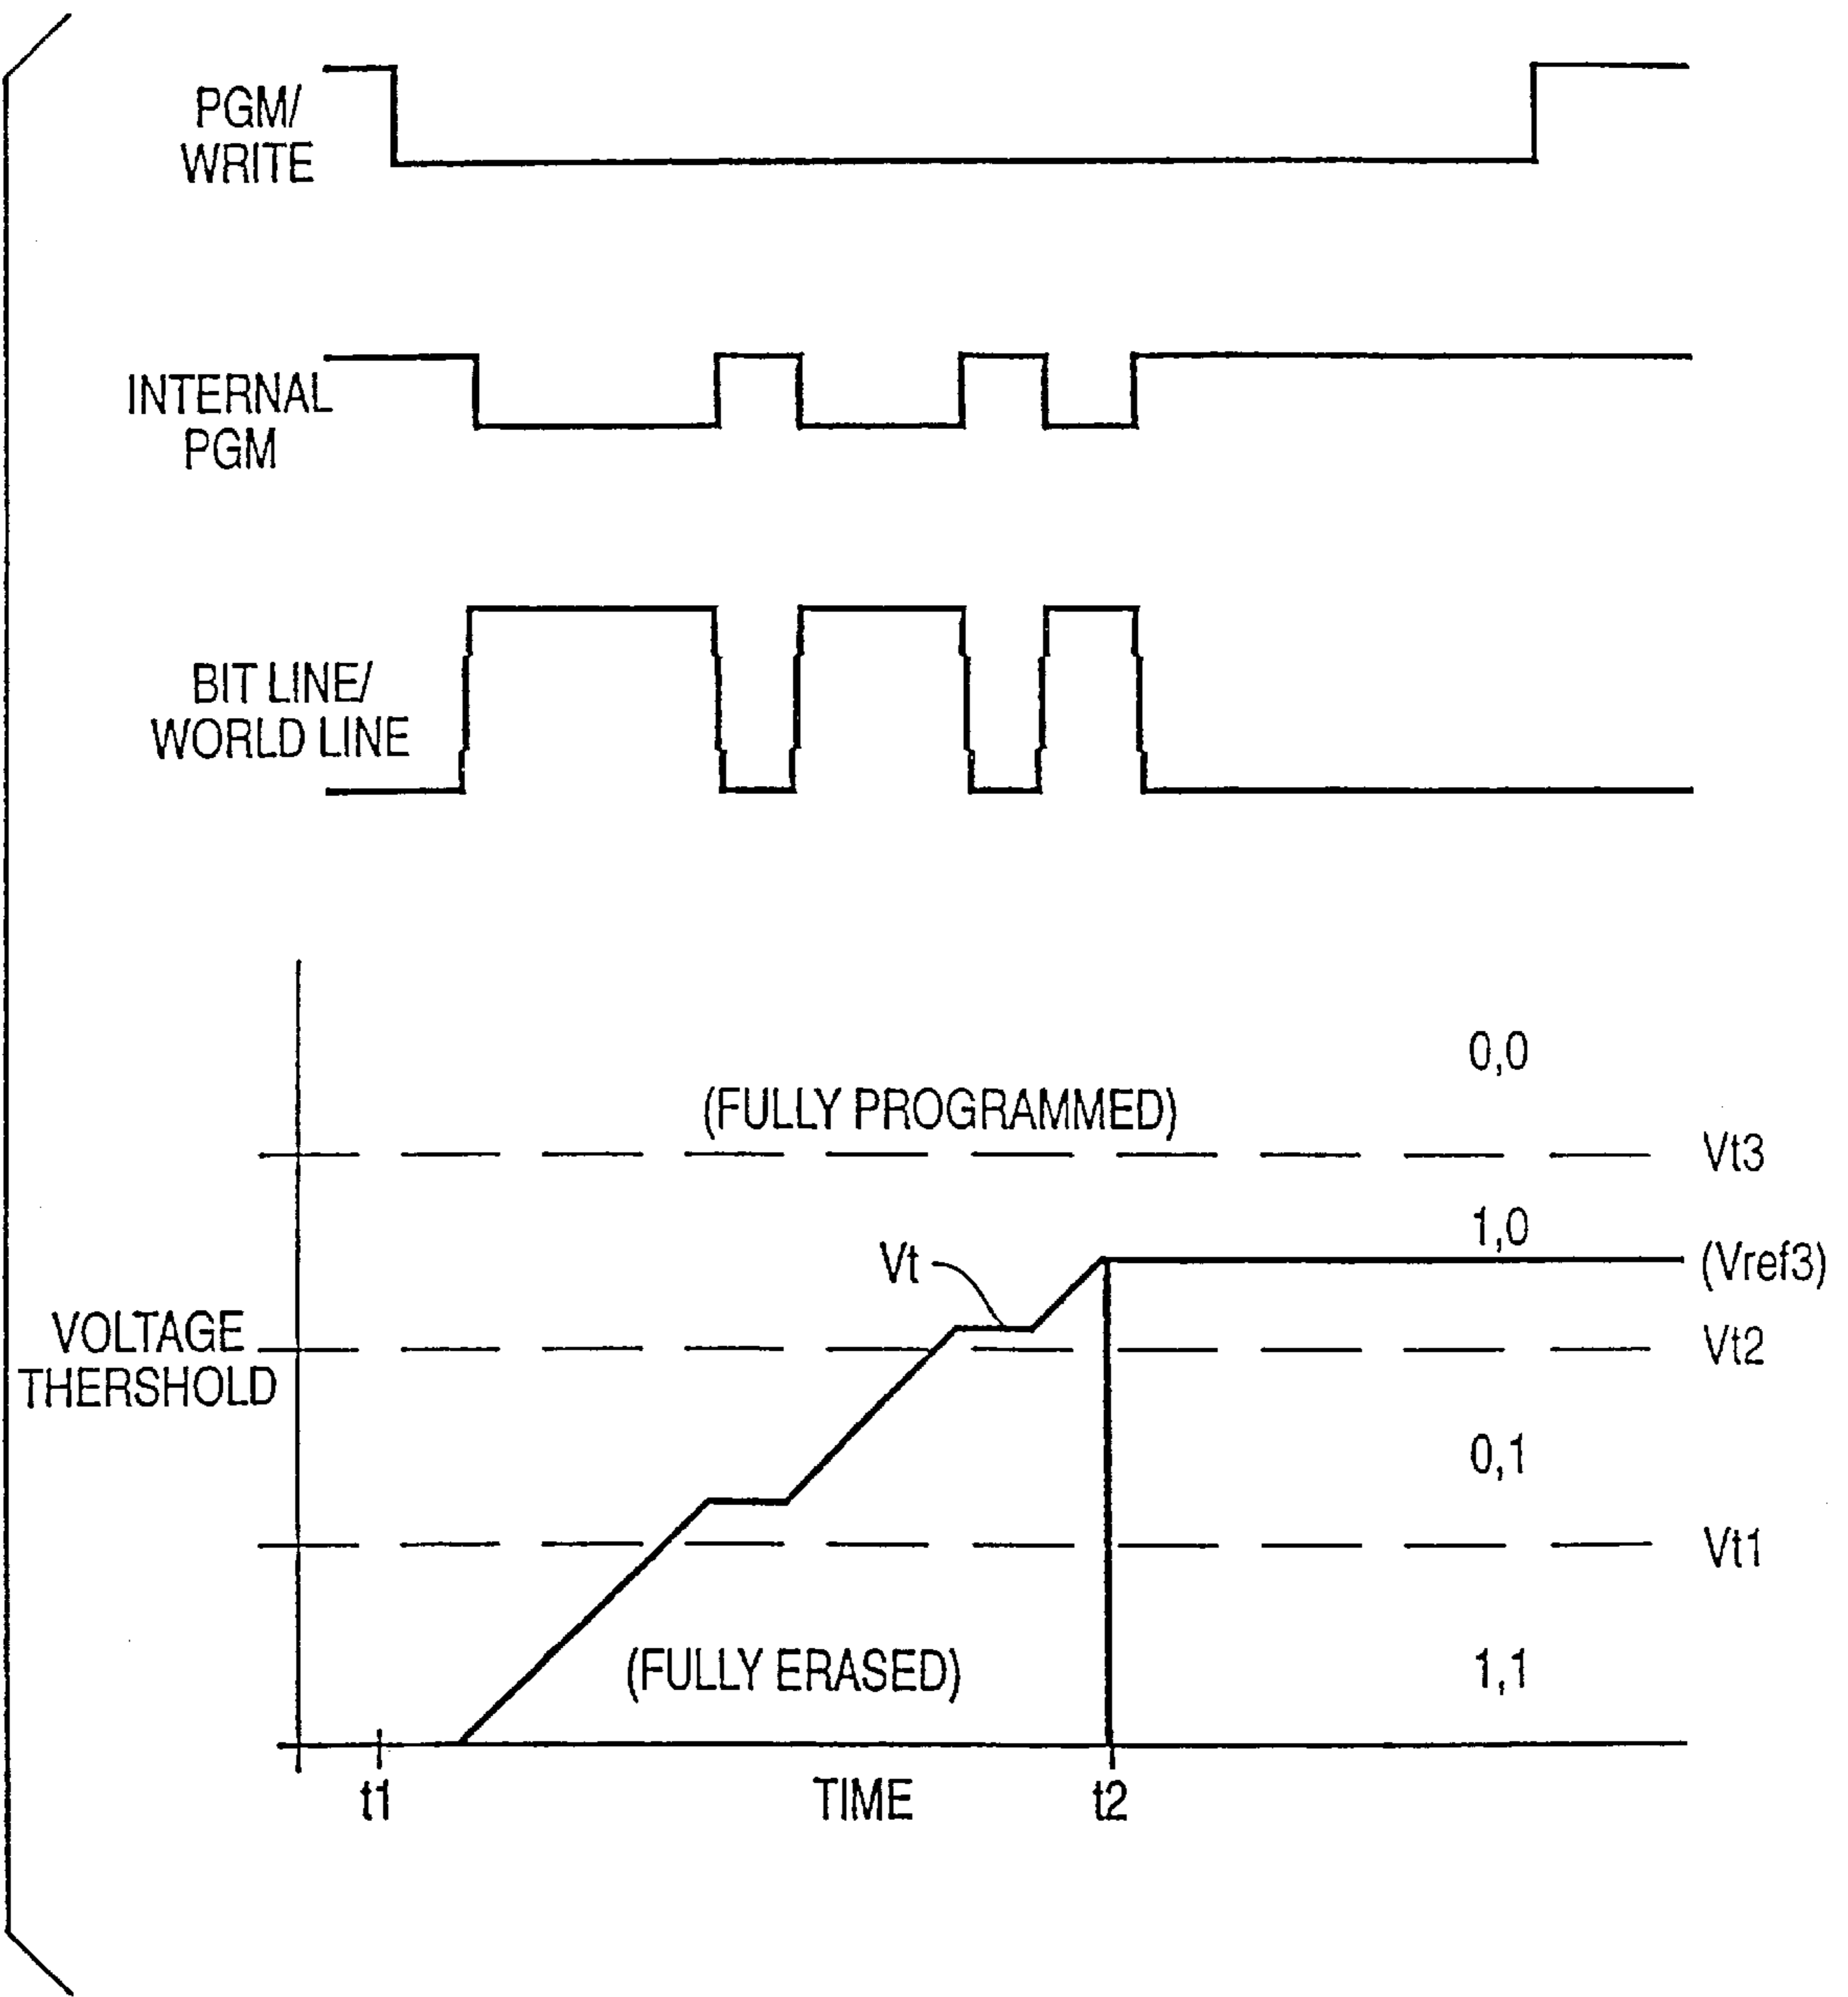 PGM/
WRITE
INTERNAL
PGM
BIT LINE/
WORLD LINE
0,0
(FULLY PROGRAMMED)
Vt3
1,0
Vt
(Vref3)
VOLTAGE
THERSHOLD
Vt2
0,1
Vt1
(FULLY ERASED)
1,1
t1
TIME
t2